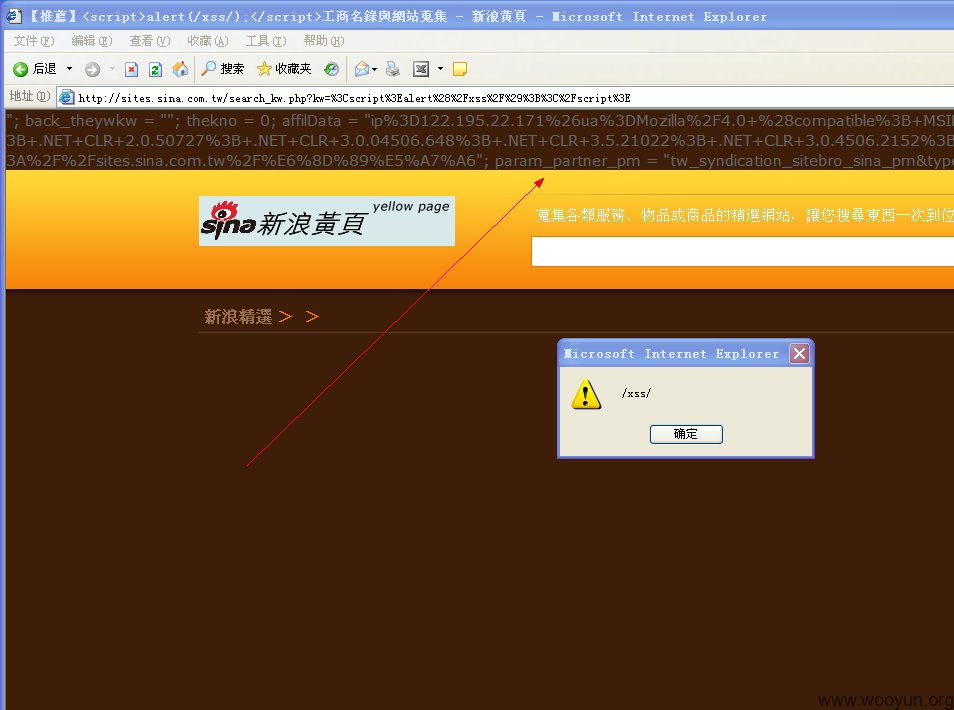 【推薦】<script>alert(/xss/);</script>工商名錄與網站蒐集 - 新浪黃頁 - Microsoft Internet Explorer
文件(F) 编辑(E) 查看(V) 收藏(A) 工具(T) 帮助(H)
后退 搜索 收藏夹
地址(D) http://sites.sina.com.tw/search_kw.php?kw=%3Cscript%3Ealert%28%2Fxss%2F%29%3B%3C%2Fscript%3E
"; back_theywkw = ""; thekno = 0; affilData = "ip%3D122.195.22.171%26ua%3DMozilla%2F4.0+%28compatible%3B+MSIE
3B+.NET+CLR+2.0.50727%3B+.NET+CLR+3.0.04506.648%3B+.NET+CLR+3.5.21022%3B+.NET+CLR+3.0.4506.2152%3B
3A%2F%2Fsites.sina.com.tw%2F%E6%8D%89%E5%A7%A6"; param_partner_pm = "tw_syndication_sitebro_sina_pm&type
yellow page
sina新浪黃頁
蒐集各類服務、物品或商品的精選網站，讓您搜尋東西一次到位
新浪精選 > >
Microsoft Internet Explorer
/xss/
确定
www.wooyun.org